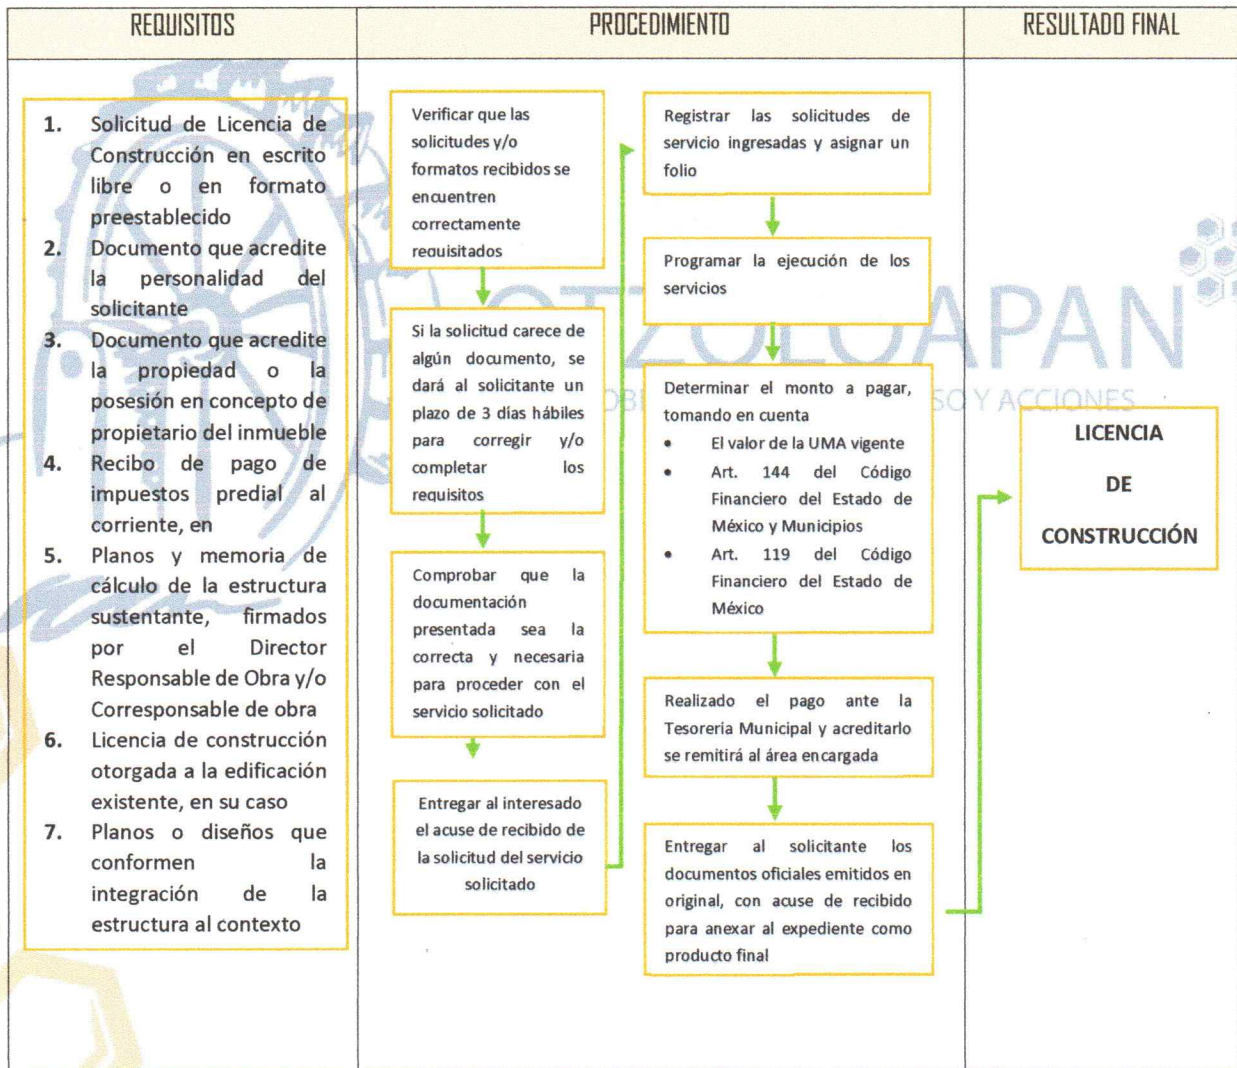 REQUISITOS
PROCEDIMIENTO
RESULTADO FINAL
1. Solicitud de Licencia de
Construcción en escrito
libre o en formato
preestablecido
2. Documento que acredite
la personalidad del
solicitante
3. Documento que acredite
la propiedad o la
posesión en concepto de
propietario del inmueble
4. Recibo de pago de
impuestos predial al
corriente, en
5. Planos y memoria de
cálculo de la estructura
sustentante, firmados
por el Director
Responsable de Obra y/o
Corresponsable de obra
6. Licencia de construcción
otorgada a la edificación
existente, en su caso
7. Planos o diseños que
conformen la
integración de la
estructura al contexto
Verificar que las
solicitudes y/o
formatos recibidos se
encuentren
correctamente
requisitados
Si la solicitud carece de
algún documento, se
dará al solicitante un
plazo de 3 días hábiles
para corregir y/o
completar los
requisitos
Comprobar que la
documentación
presentada sea la
correcta y necesaria
para proceder con el
servicio solicitado
Entregar al interesado
el acuse de recibido de
la solicitud del servicio
solicitado
Registrar las solicitudes de
servicio ingresadas y asignar un
folio
Programar la ejecución de los
servicios
Determinar el monto a pagar,
tomando en cuenta
• El valor de la UMA vigente
• Art. 144 del Código
Financiero del Estado de
México y Municipios
• Art. 119 del Código
Financiero del Estado de
México
Realizado el pago ante la
Tesorería Municipal y acreditarlo
se remitirá al área encargada
Entregar al solicitante los
documentos oficiales emitidos en
original, con acuse de recibido
para anexar al expediente como
producto final
LICENCIA
DE
CONSTRUCCIÓN
OTZOLOAPAN
Y ACCIONES